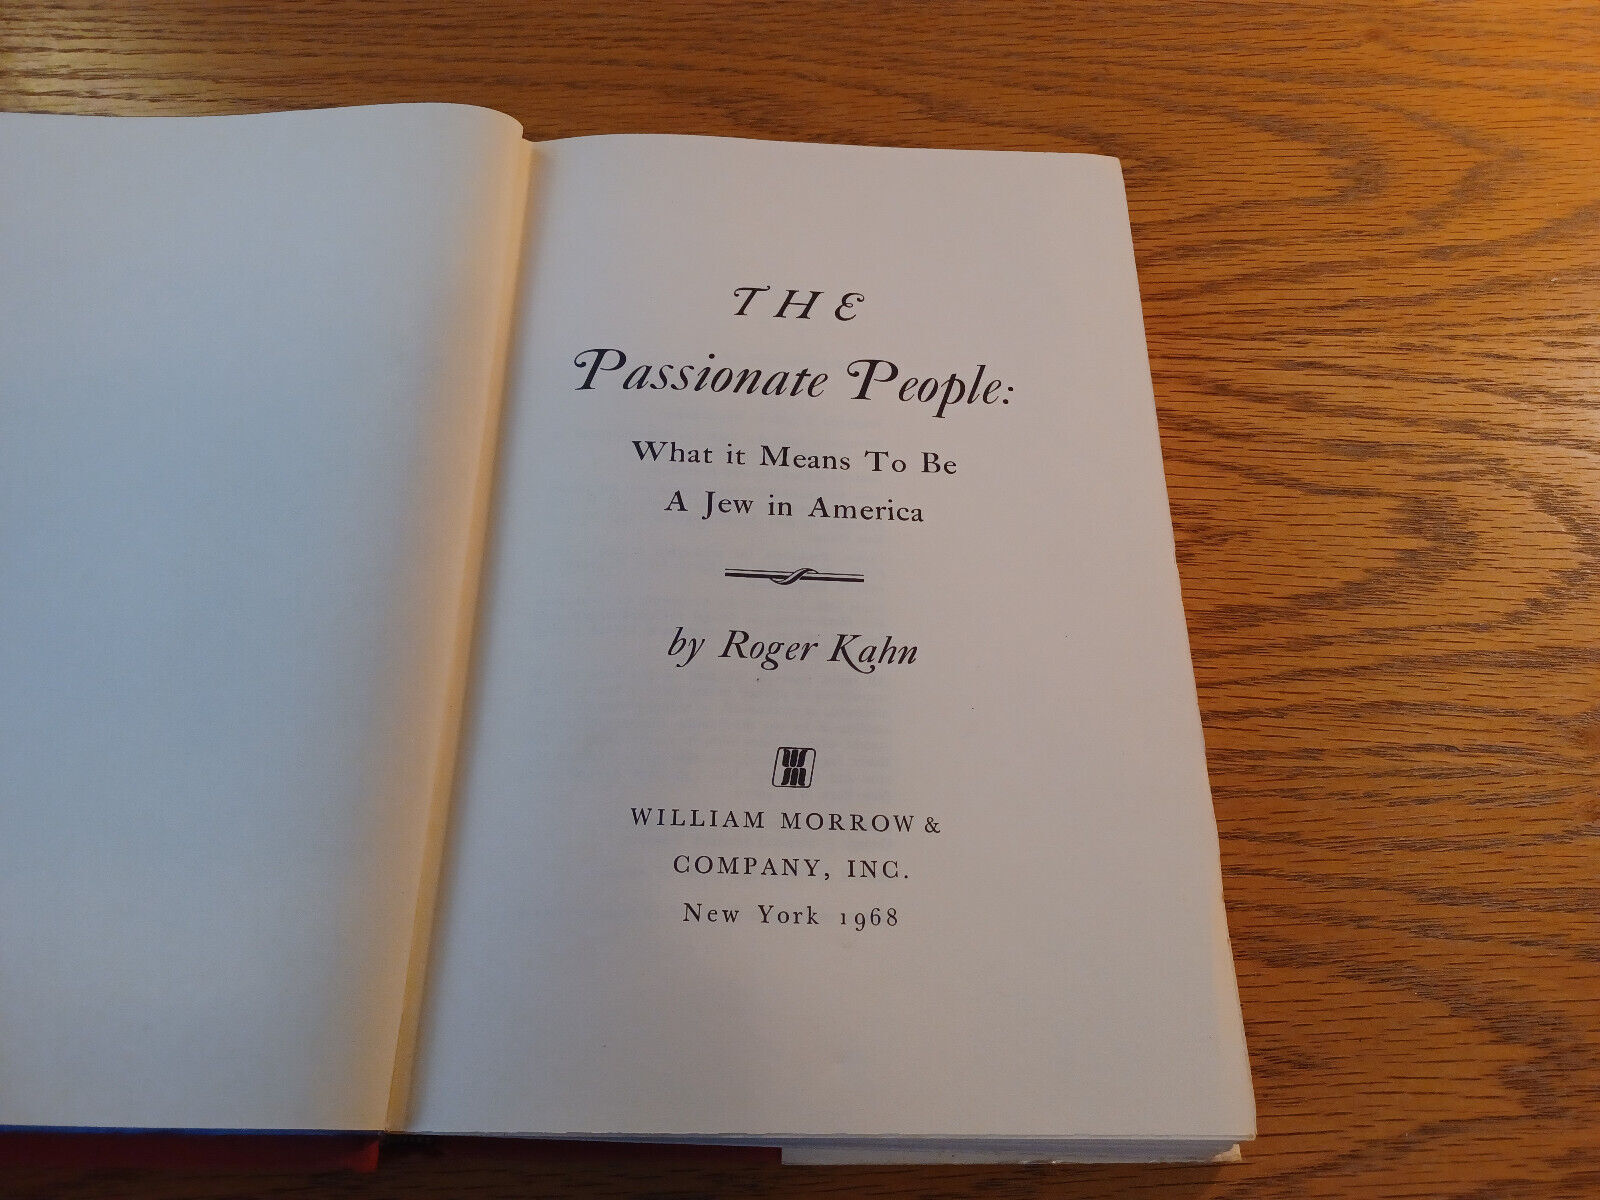 THE
Passionate People:
What it Means To Be
A Jew in America
by Roger Kahn
WILLIAM MORROW &
COMPANY, INC.
New York 1968